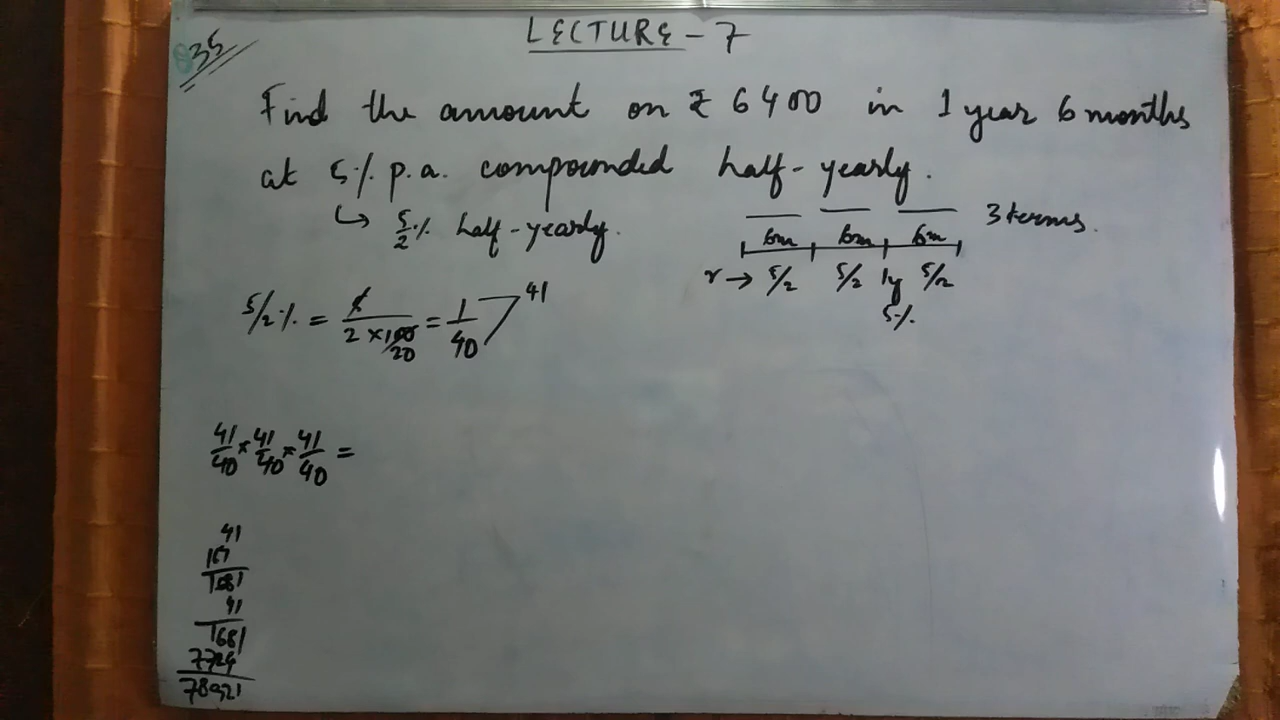 LECTURE-7
35
Find the amount on ₹ 6400 in 1 year 6 months
at 5% p.a. compounded half-yearly.
↳ 5/2% half-yearly.
3 terms.
6m 6m 6m
r → 5/2 5/2 1y 5/2
5%
5/2% = 5/2×100 = 1/40 41
20
41/40 × 41/40 × 41/40 =
41
1681
41
1681
78921